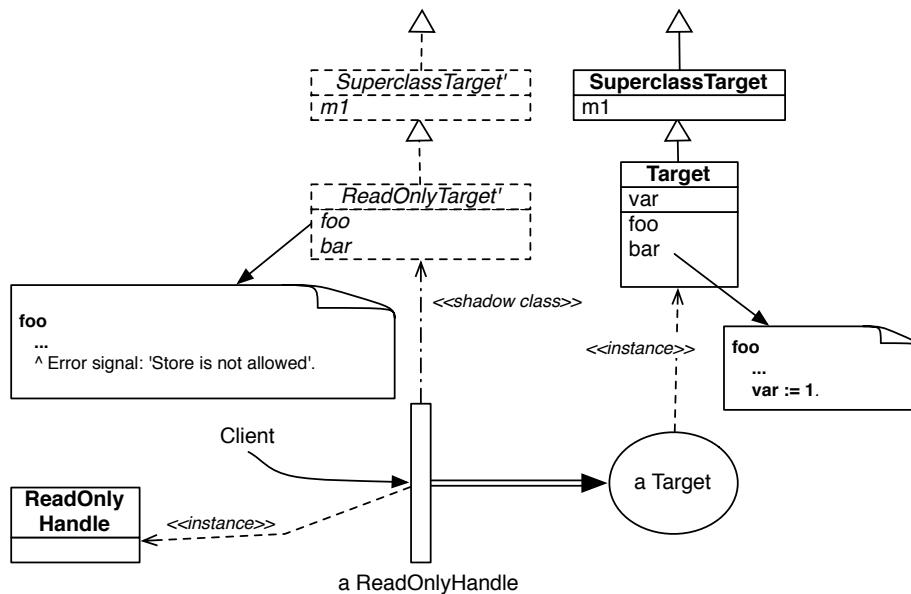 SuperclassTarget'
m1
SuperclassTarget
m1
ReadOnlyTarget'
foo
bar
Target
var
foo
bar
<<shadow class>>
<<instance>>
foo
...
^ Error signal: 'Store is not allowed'.
foo
...
var := 1.
Client
a Target
ReadOnly
Handle
<<instance>>
a ReadOnlyHandle